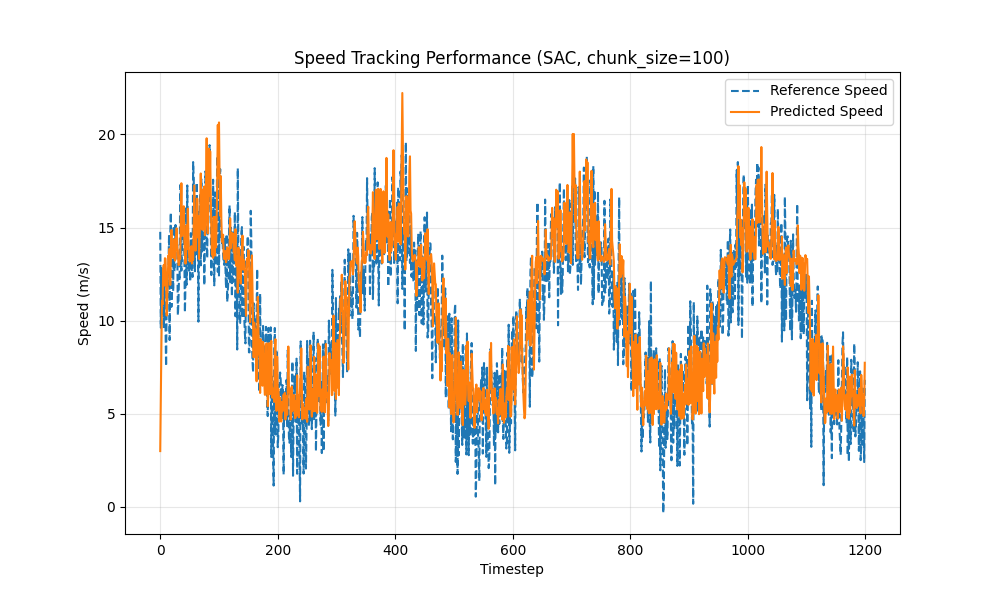 Speed Tracking Performance (SAC, chunk_size=100)
Reference Speed
Predicted Speed
Speed (m/s)
20
15
10
5
0
0 200 400 600 800 1000 1200
Timestep